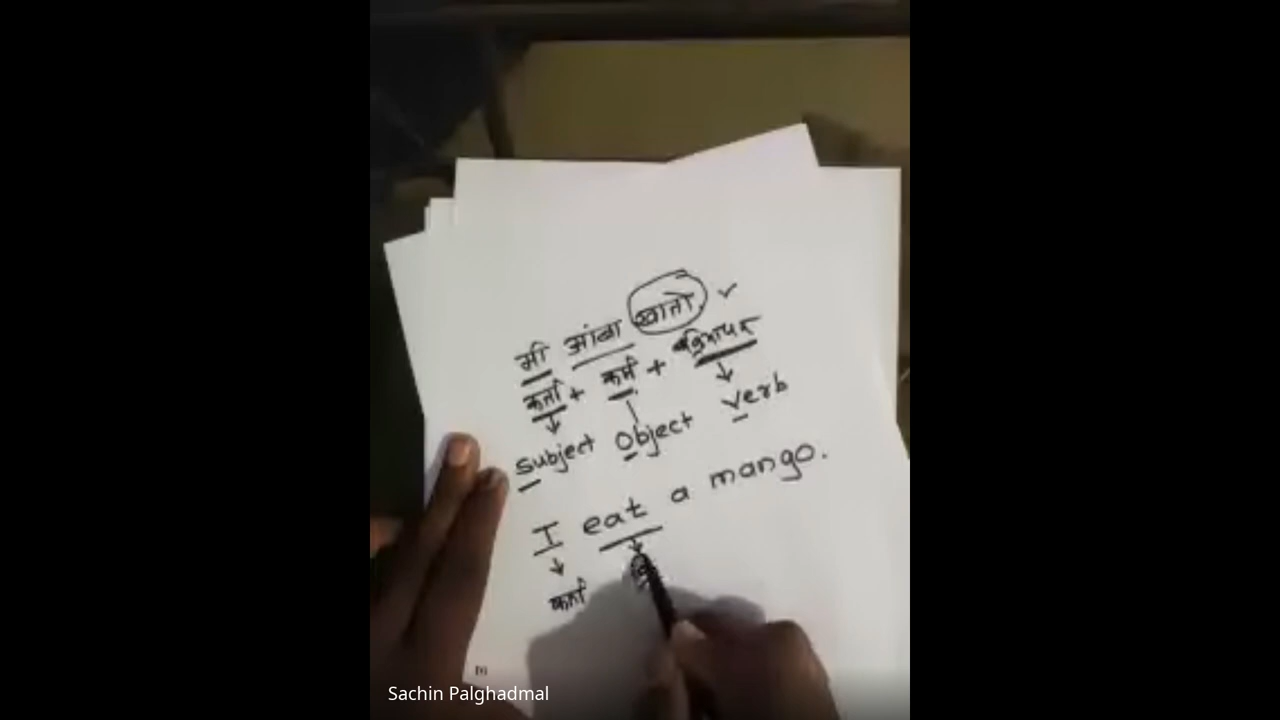 मी आंबा खातो. ✓
कर्ता + कर्म + क्रियापद
↓ ↓
Subject Object Verb
I eat a mango.
↓ ↓
कर्ता
Sachin Palghadmal